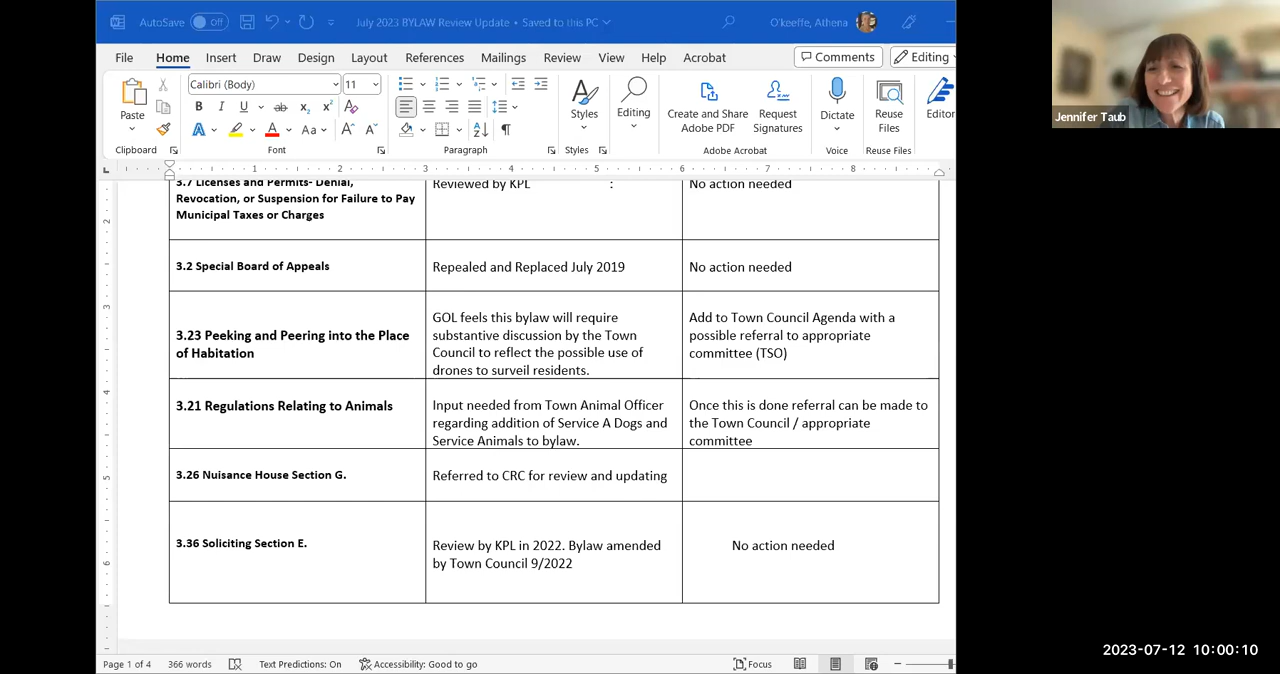 AutoSave Off July 2023 BYLAW Review Update • Saved to this PC O'keeffe, Athena
File Home Insert Draw Design Layout References Mailings Review View Help Acrobat Comments Editing
Calibri (Body) 11
Paste
Styles
Editing
Create and Share
Adobe PDF
Request
Signatures
Dictate
Reuse
Files
Editor
Clipboard Font Paragraph Styles Adobe Acrobat Voice Reuse Files
1 2 3 4 5 6 7 8
3.7 Licenses and Permits- Denial,
Revocation, or Suspension for Failure to Pay
Municipal Taxes or Charges
Reviewed by KPL :
No action needed
3.2 Special Board of Appeals
Repealed and Replaced July 2019
No action needed
3.23 Peeking and Peering into the Place
of Habitation
GOL feels this bylaw will require
substantive discussion by the Town
Council to reflect the possible use of
drones to surveil residents.
Add to Town Council Agenda with a
possible referral to appropriate
committee (TSO)
3.21 Regulations Relating to Animals
Input needed from Town Animal Officer
regarding addition of Service A Dogs and
Service Animals to bylaw.
Once this is done referral can be made to
the Town Council / appropriate
committee
3.26 Nuisance House Section G.
Referred to CRC for review and updating
3.36 Soliciting Section E.
Review by KPL in 2022. Bylaw amended
by Town Council 9/2022
No action needed
Page 1 of 4 366 words Text Predictions: On Accessibility: Good to go Focus
Jennifer Taub
2023-07-12 10:00:10